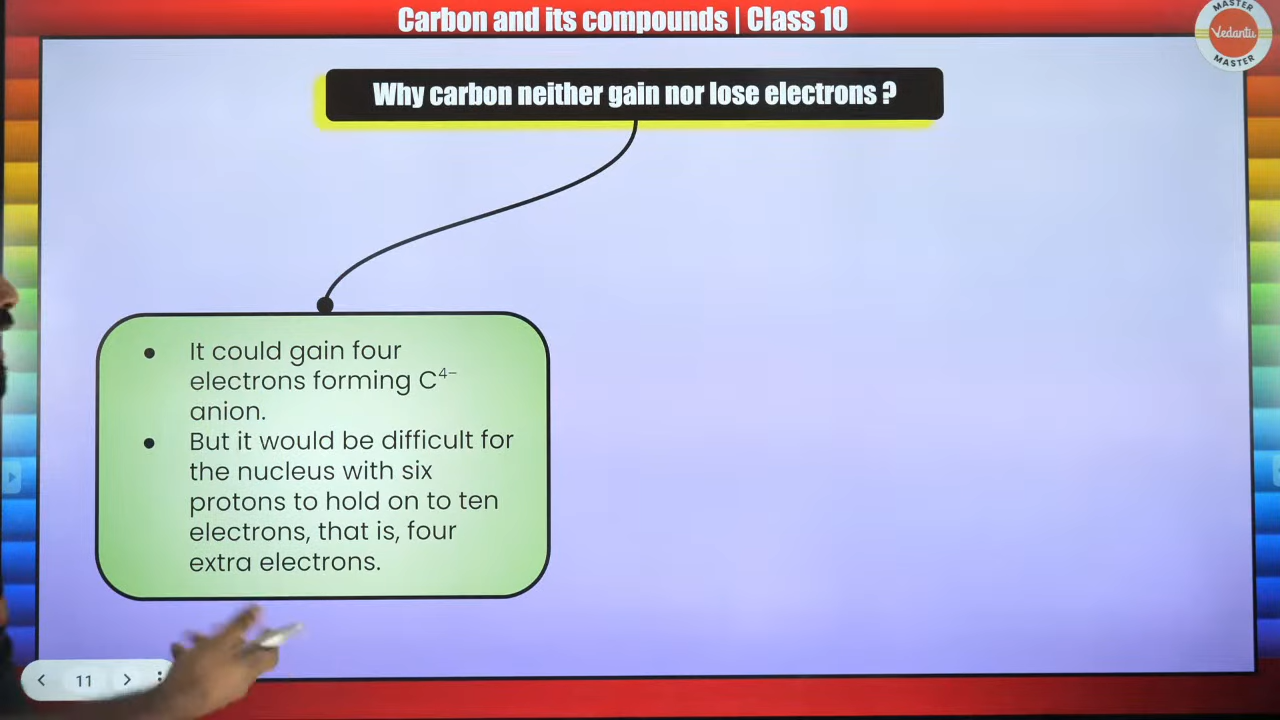 Carbon and its compounds | Class 10
MASTER
Vedantu
MASTER
Why carbon neither gain nor lose electrons ?
• It could gain four
electrons forming C⁴⁻
anion.
• But it would be difficult for
the nucleus with six
protons to hold on to ten
electrons, that is, four
extra electrons.
< 11 >